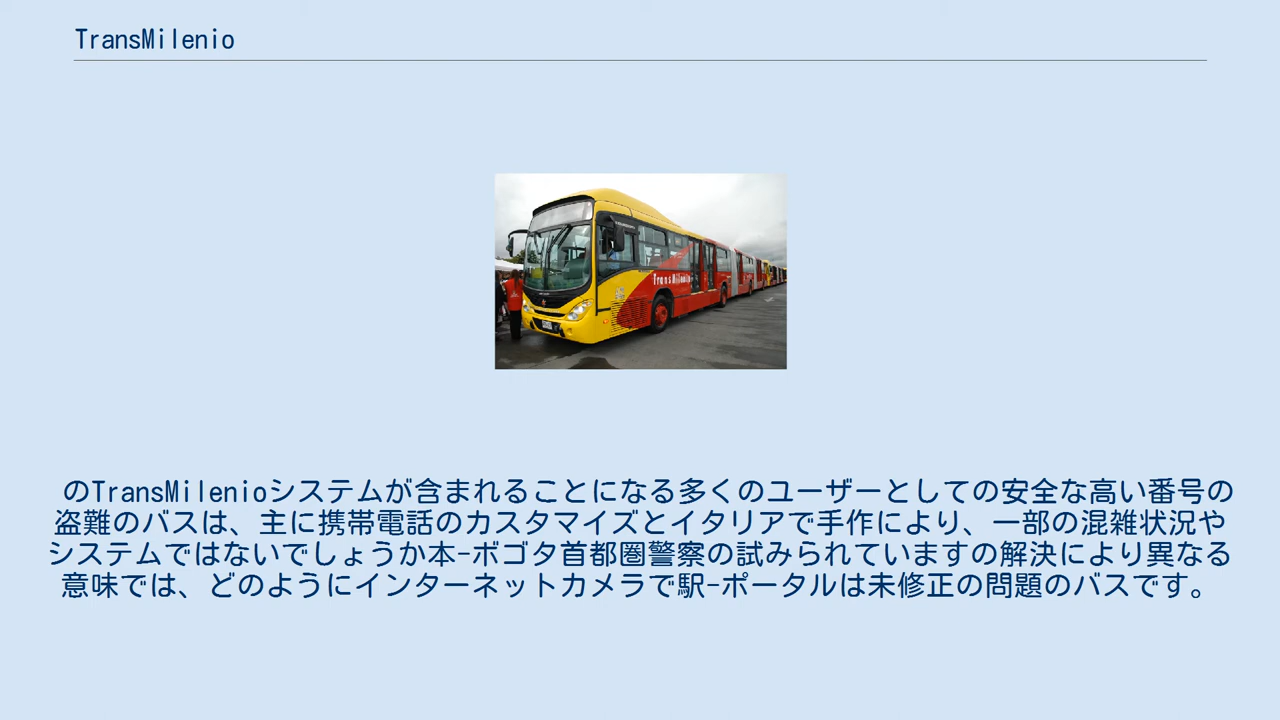 TransMilenio
TransMilenio
のTransMilenioシステムが含まれることになる多くのユーザーとしての安全な高い番号の
盗難のバスは、主に携帯電話のカスタマイズとイタリアで手作により、一部の混雑状況や
システムではないでしょうか本-ボゴタ首都圏警察の試みられていますの解決により異なる
意味では、どのようにインターネットカメラで駅-ポータルは未修正の問題のバスです。